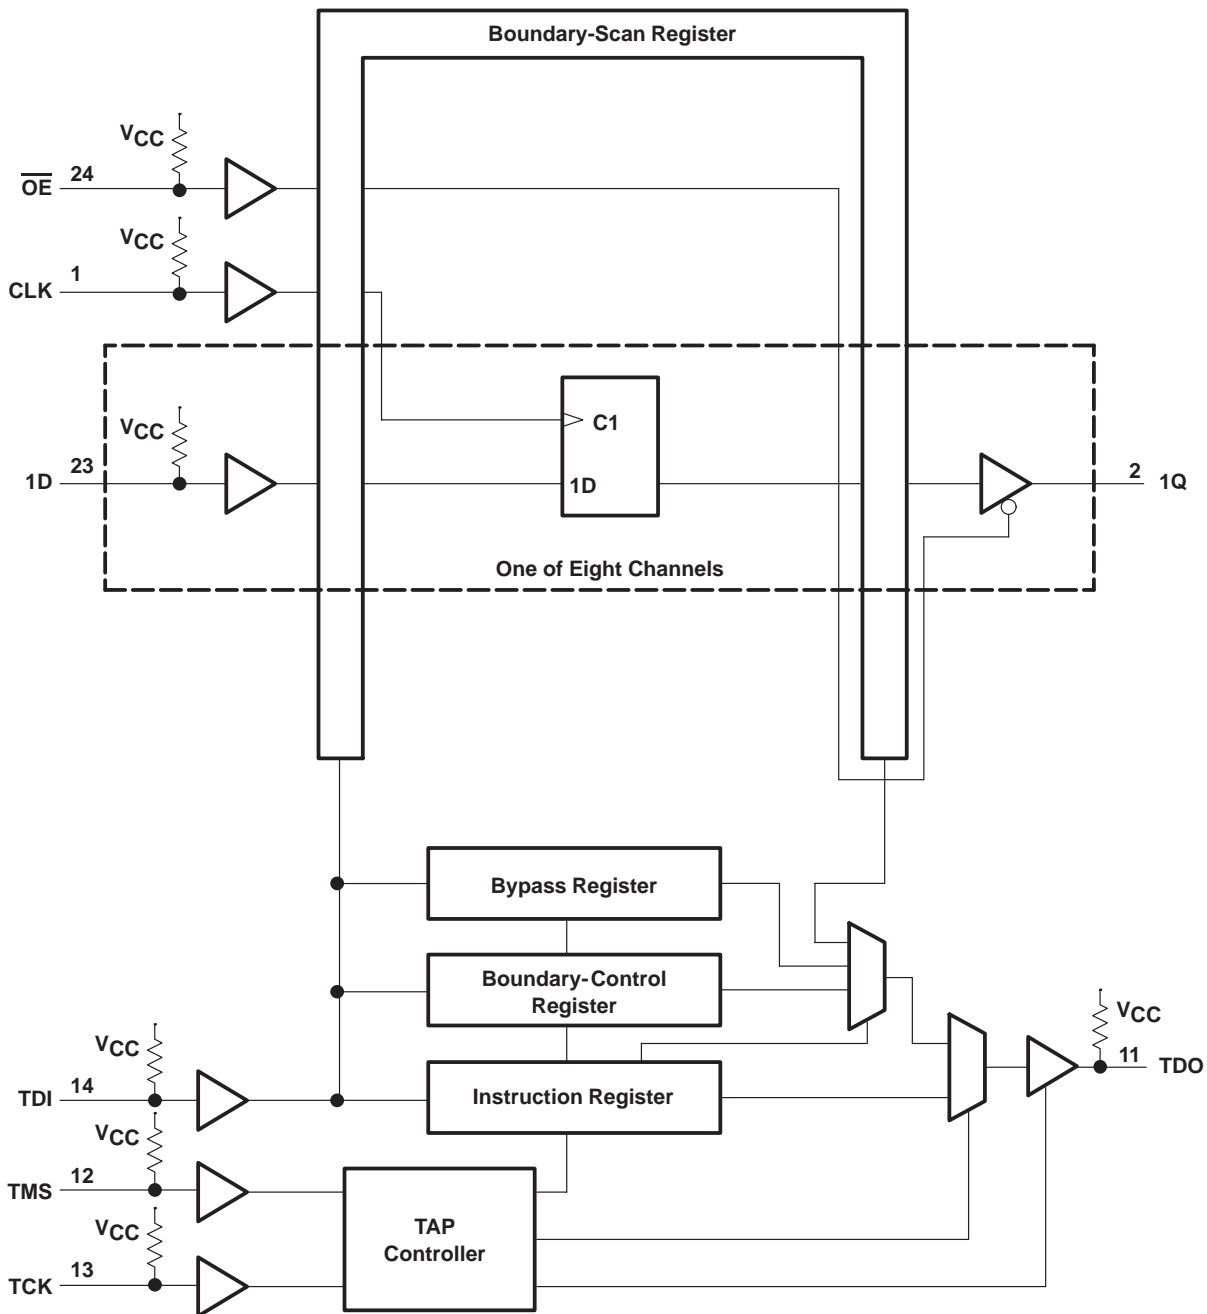 Boundary-Scan Register
VCC
OE 24
VCC
CLK 1
VCC
1D 23
C1
1D
2 1Q
One of Eight Channels
Bypass Register
Boundary-Control
Register
VCC
TDI 14
Instruction Register
VCC
11 TDO
VCC
TMS 12
TAP
Controller
VCC
TCK 13